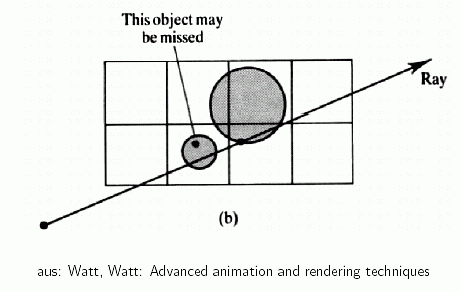 This object may
be missed
Ray
(b)
aus: Watt, Watt: Advanced animation and rendering techniques